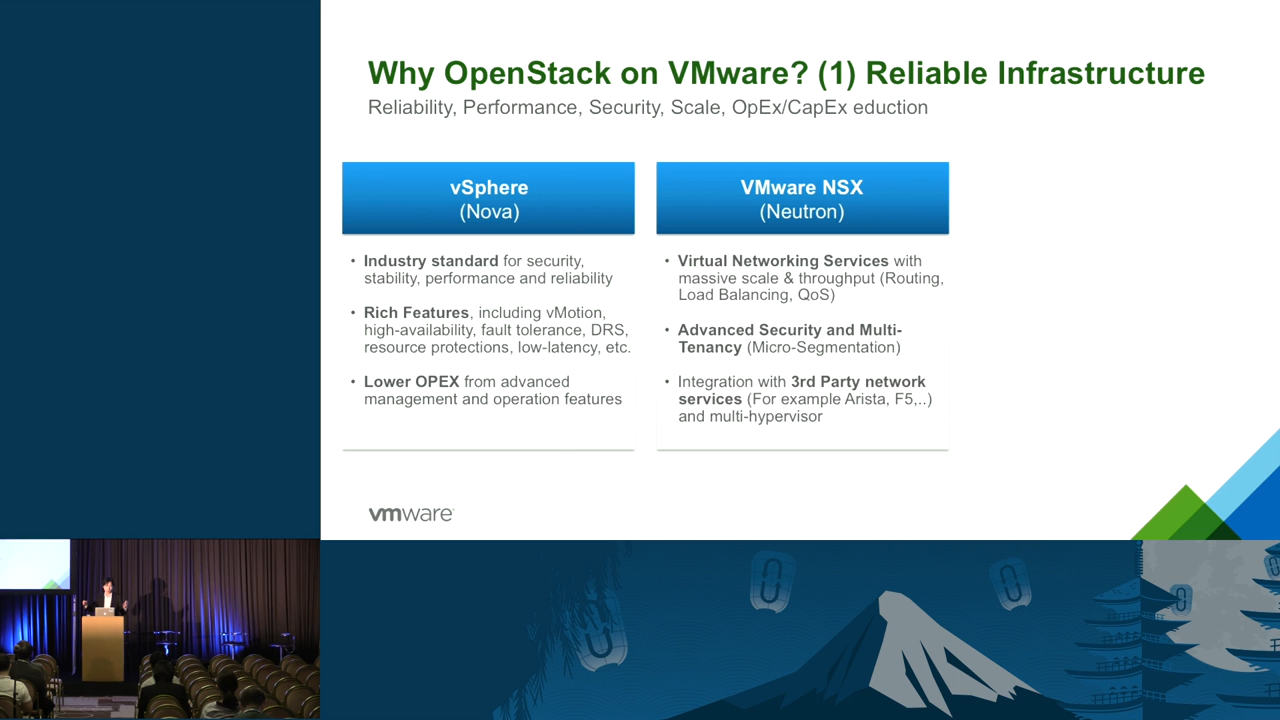 Why OpenStack on VMware? (1) Reliable Infrastructure
Reliability, Performance, Security, Scale, OpEx/CapEx eduction
vSphere
(Nova)
• Industry standard for security,
stability, performance and reliability
• Rich Features, including vMotion,
high-availability, fault tolerance, DRS,
resource protections, low-latency, etc.
• Lower OPEX from advanced
management and operation features
VMware NSX
(Neutron)
• Virtual Networking Services with
massive scale & throughput (Routing,
Load Balancing, QoS)
• Advanced Security and Multi-
Tenancy (Micro-Segmentation)
• Integration with 3rd Party network
services (For example Arista, F5,..)
and multi-hypervisor
vmware